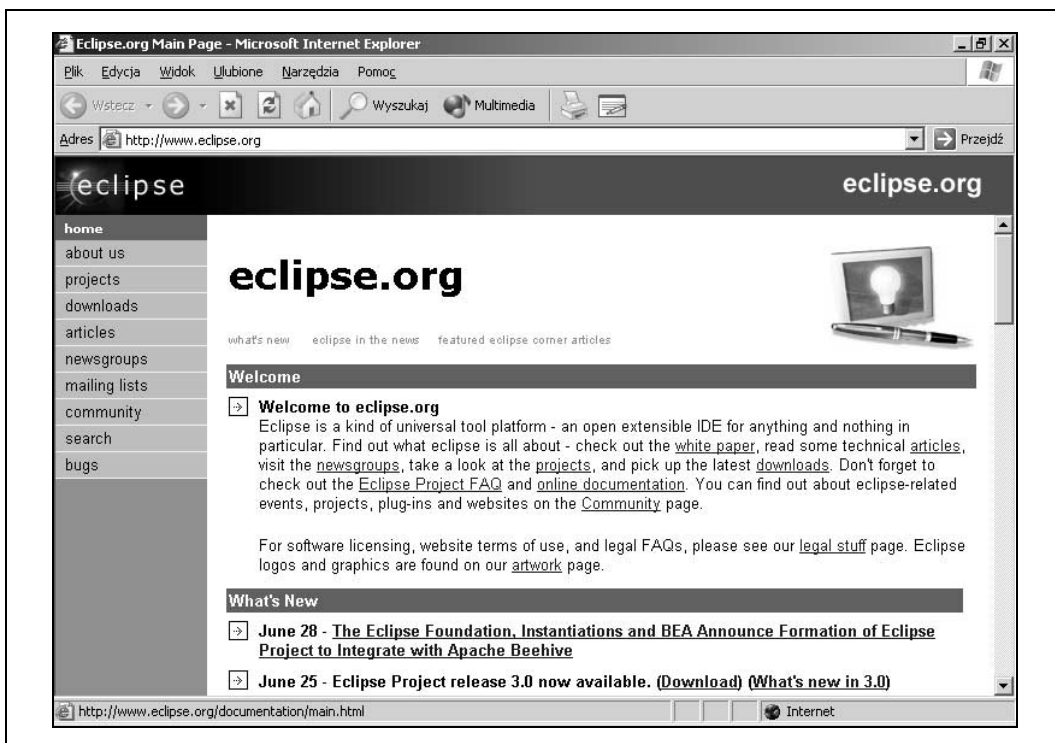 Eclipse.org Main Page - Microsoft Internet Explorer
Plik Edycja Widok Ulubione Narzędzia Pomoc
Wstecz Wyszukaj Multimedia
Adres http://www.eclipse.org Przejdź
eclipse eclipse.org
home
about us
projects
downloads
articles
newsgroups
mailing lists
community
search
bugs
eclipse.org
what's new eclipse in the news featured eclipse corner articles
Welcome
Welcome to eclipse.org
Eclipse is a kind of universal tool platform - an open extensible IDE for anything and nothing in
particular. Find out what eclipse is all about - check out the white paper, read some technical articles,
visit the newsgroups, take a look at the projects, and pick up the latest downloads. Don't forget to
check out the Eclipse Project FAQ and online documentation. You can find out about eclipse-related
events, projects, plug-ins and websites on the Community page.
For software licensing, website terms of use, and legal FAQs, please see our legal stuff page. Eclipse
logos and graphics are found on our artwork page.
What's New
June 28 - The Eclipse Foundation, Instantiations and BEA Announce Formation of Eclipse
Project to Integrate with Apache Beehive
June 25 - Eclipse Project release 3.0 now available. (Download) (What's new in 3.0)
http://www.eclipse.org/documentation/main.html Internet